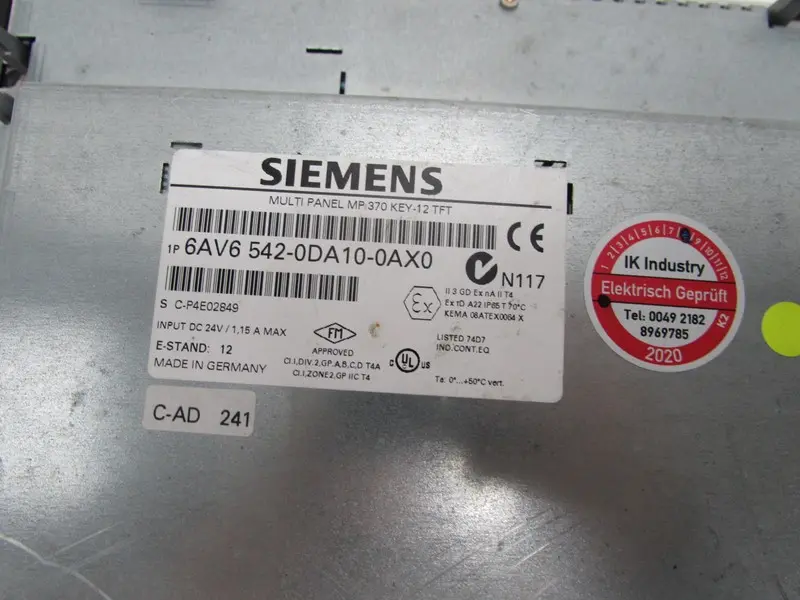 SIEMENS
MULTI PANEL MP 370 KEY-12 TFT
1P 6AV6 542-0DA10-0AX0
CE
N117
S C-P4E02849
Ex
II 3 GD Ex nA II T4
Ex tD A22 IP65 T 70°C
KEMA 08ATEX0064 X
INPUT DC 24V / 1,15 A MAX
E-STAND: 12
MADE IN GERMANY
FM
APPROVED
CI.I,DIV.2,GP.A,B,C,D T4A
CI.I,ZONE2,GP IIC T4
C UL US
LISTED 74D7
IND.CONT.EQ
Ta: 0°...+50°C vert.
C-AD 241
1 2 3 4 5 6 7 8 9 10 11 12
IK Industry
Elektrisch Geprüft
Tel: 0049 2182
8969785
K2
2020